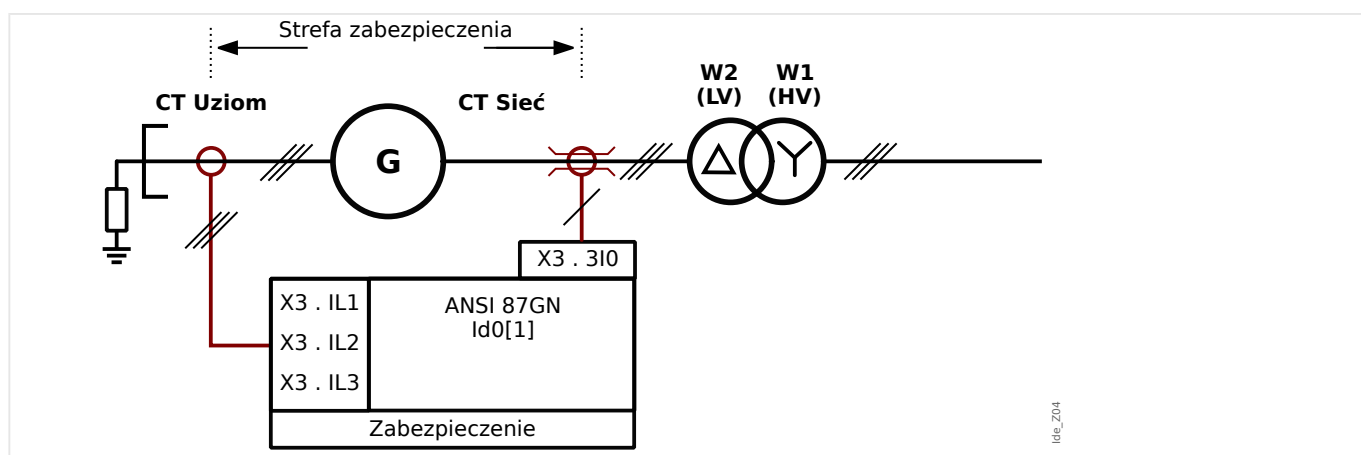 Strefa zabezpieczenia
W2
(LV)
W1
(HV)
CT Uziom
CT Sieć
G
X3 . 3I0
X3 . IL1
X3 . IL2
X3 . IL3
ANSI 87GN
Id0[1]
Zabezpieczenie
Ide_Z04